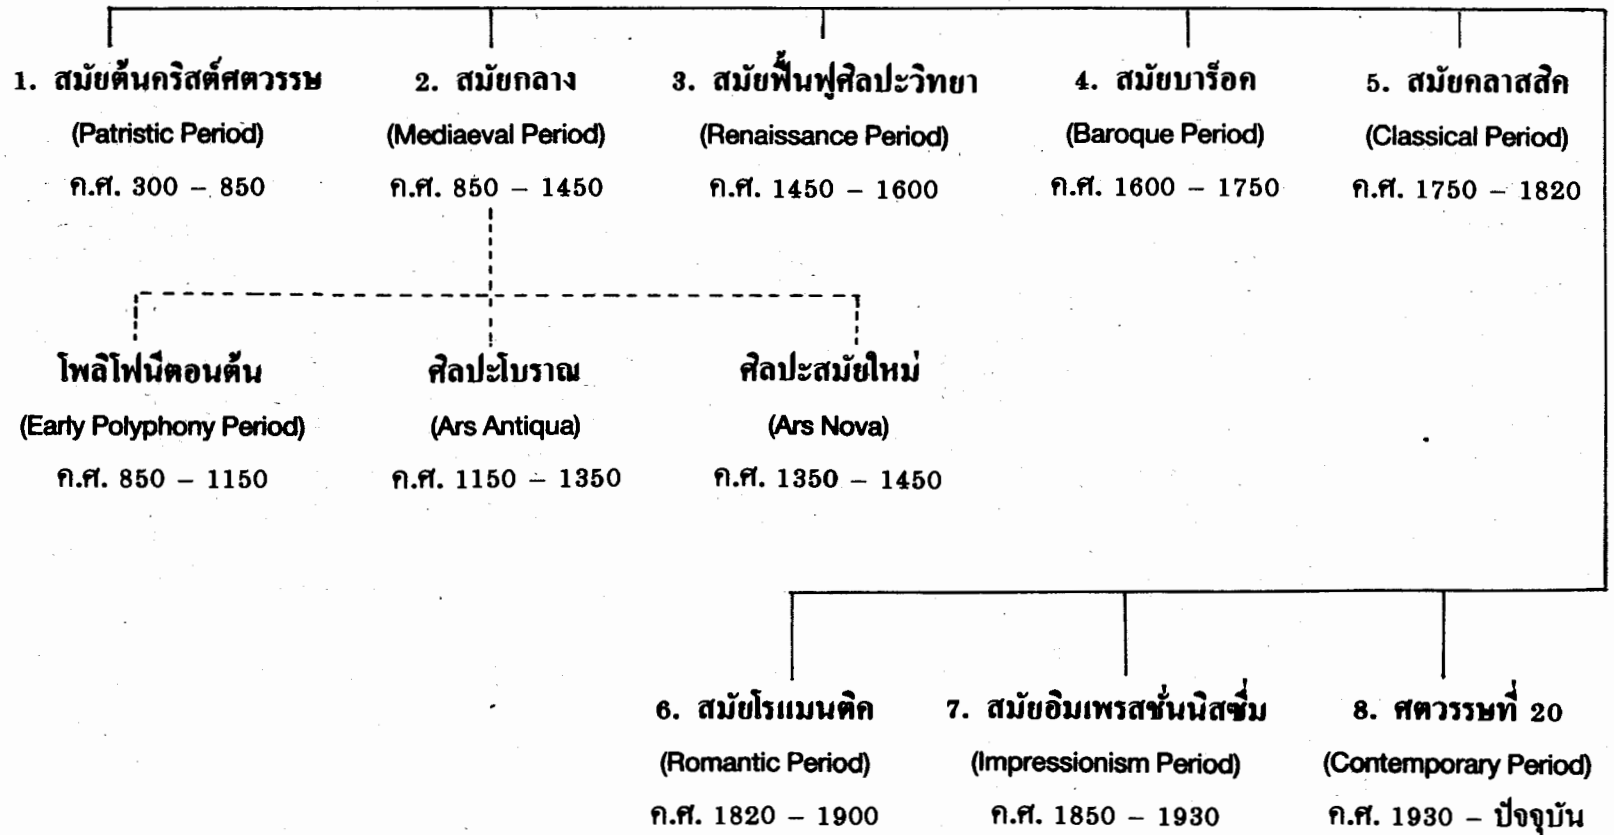 1. สมัยต้นคริสต์ศตวรรษ
(Patristic Period)
ค.ศ. 300 – 850
2. สมัยกลาง
(Mediaeval Period)
ค.ศ. 850 – 1450
3. สมัยฟื้นฟูศิลปะวิทยา
(Renaissance Period)
ค.ศ. 1450 – 1600
4. สมัยบาร็อค
(Baroque Period)
ค.ศ. 1600 – 1750
5. สมัยคลาสสิค
(Classical Period)
ค.ศ. 1750 – 1820
โพลิโฟนีตอนต้น
(Early Polyphony Period)
ค.ศ. 850 – 1150
ศิลปะโบราณ
(Ars Antiqua)
ค.ศ. 1150 – 1350
ศิลปะสมัยใหม่
(Ars Nova)
ค.ศ. 1350 – 1450
6. สมัยโรแมนติค
(Romantic Period)
ค.ศ. 1820 – 1900
7. สมัยอิมเพรสชั่นนิสซึ่ม
(Impressionism Period)
ค.ศ. 1850 – 1930
8. ศตวรรษที่ 20
(Contemporary Period)
ค.ศ. 1930 – ปัจจุบัน